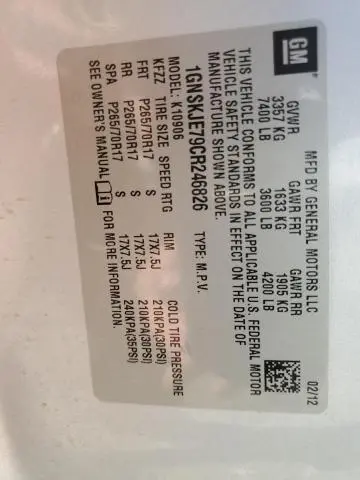 GM
MFD BY GENERAL MOTORS LLC 02/12
GVWR GAWR FRT GAWR RR
3357 KG 1633 KG 1905 KG
7400 LB 3600 LB 4200 LB
THIS VEHICLE CONFORMS TO ALL APPLICABLE U.S. FEDERAL MOTOR
VEHICLE SAFETY STANDARDS IN EFFECT ON THE DATE OF
MANUFACTURE SHOWN ABOVE.
1GNSKJE79CR246826 TYPE: M.P.V.
MODEL: K10906
KFZZ TIRE SIZE SPEED RTG RIM COLD TIRE PRESSURE
FRT P265/70R17 S 17X7.5J 210KPA(30PSI)
RR P265/70R17 S 17X7.5J 210KPA(30PSI)
SPA P265/70R17 S 17X7.5J 240KPA(35PSI)
SEE OWNER'S MANUAL FOR MORE INFORMATION.